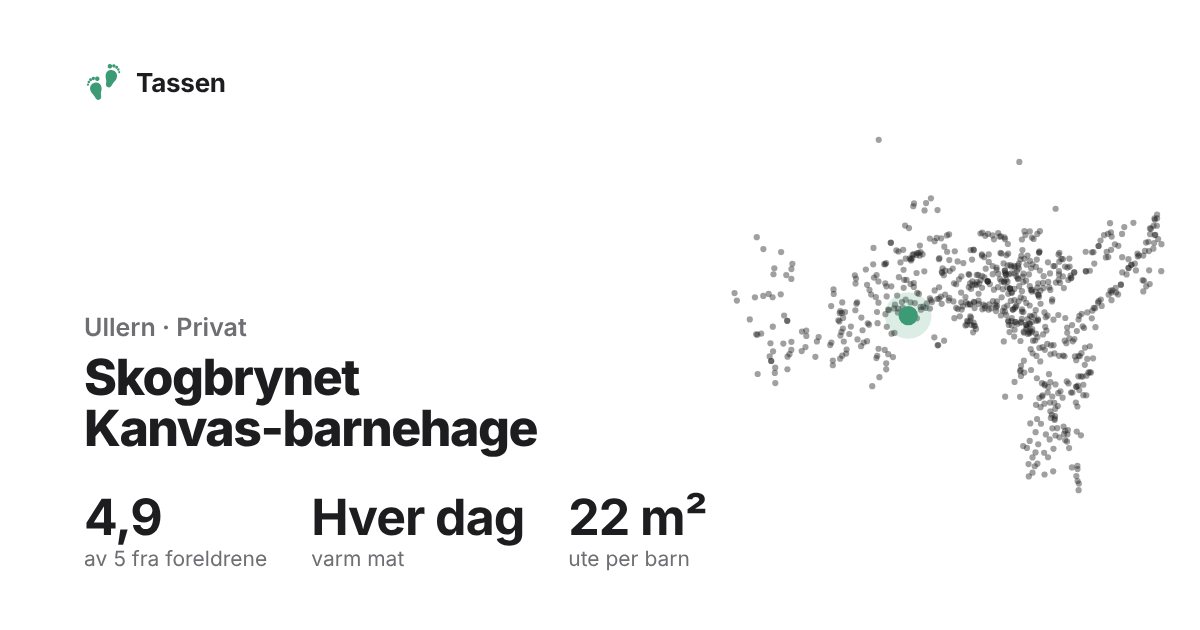 Tassen
Ullern · Privat
Skogbrynet
Kanvas-barnehage
4,9
av 5 fra foreldrene
Hver dag
varm mat
22 m²
ute per barn